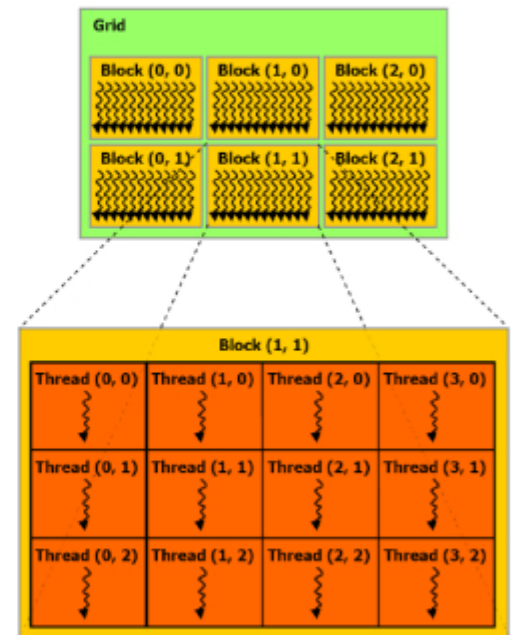 Grid
Block (0, 0) Block (1, 0) Block (2, 0)
Block (0, 1) Block (1, 1) Block (2, 1)
Block (1, 1)
Thread (0, 0) Thread (1, 0) Thread (2, 0) Thread (3, 0)
Thread (0, 1) Thread (1, 1) Thread (2, 1) Thread (3, 1)
Thread (0, 2) Thread (1, 2) Thread (2, 2) Thread (3, 2)